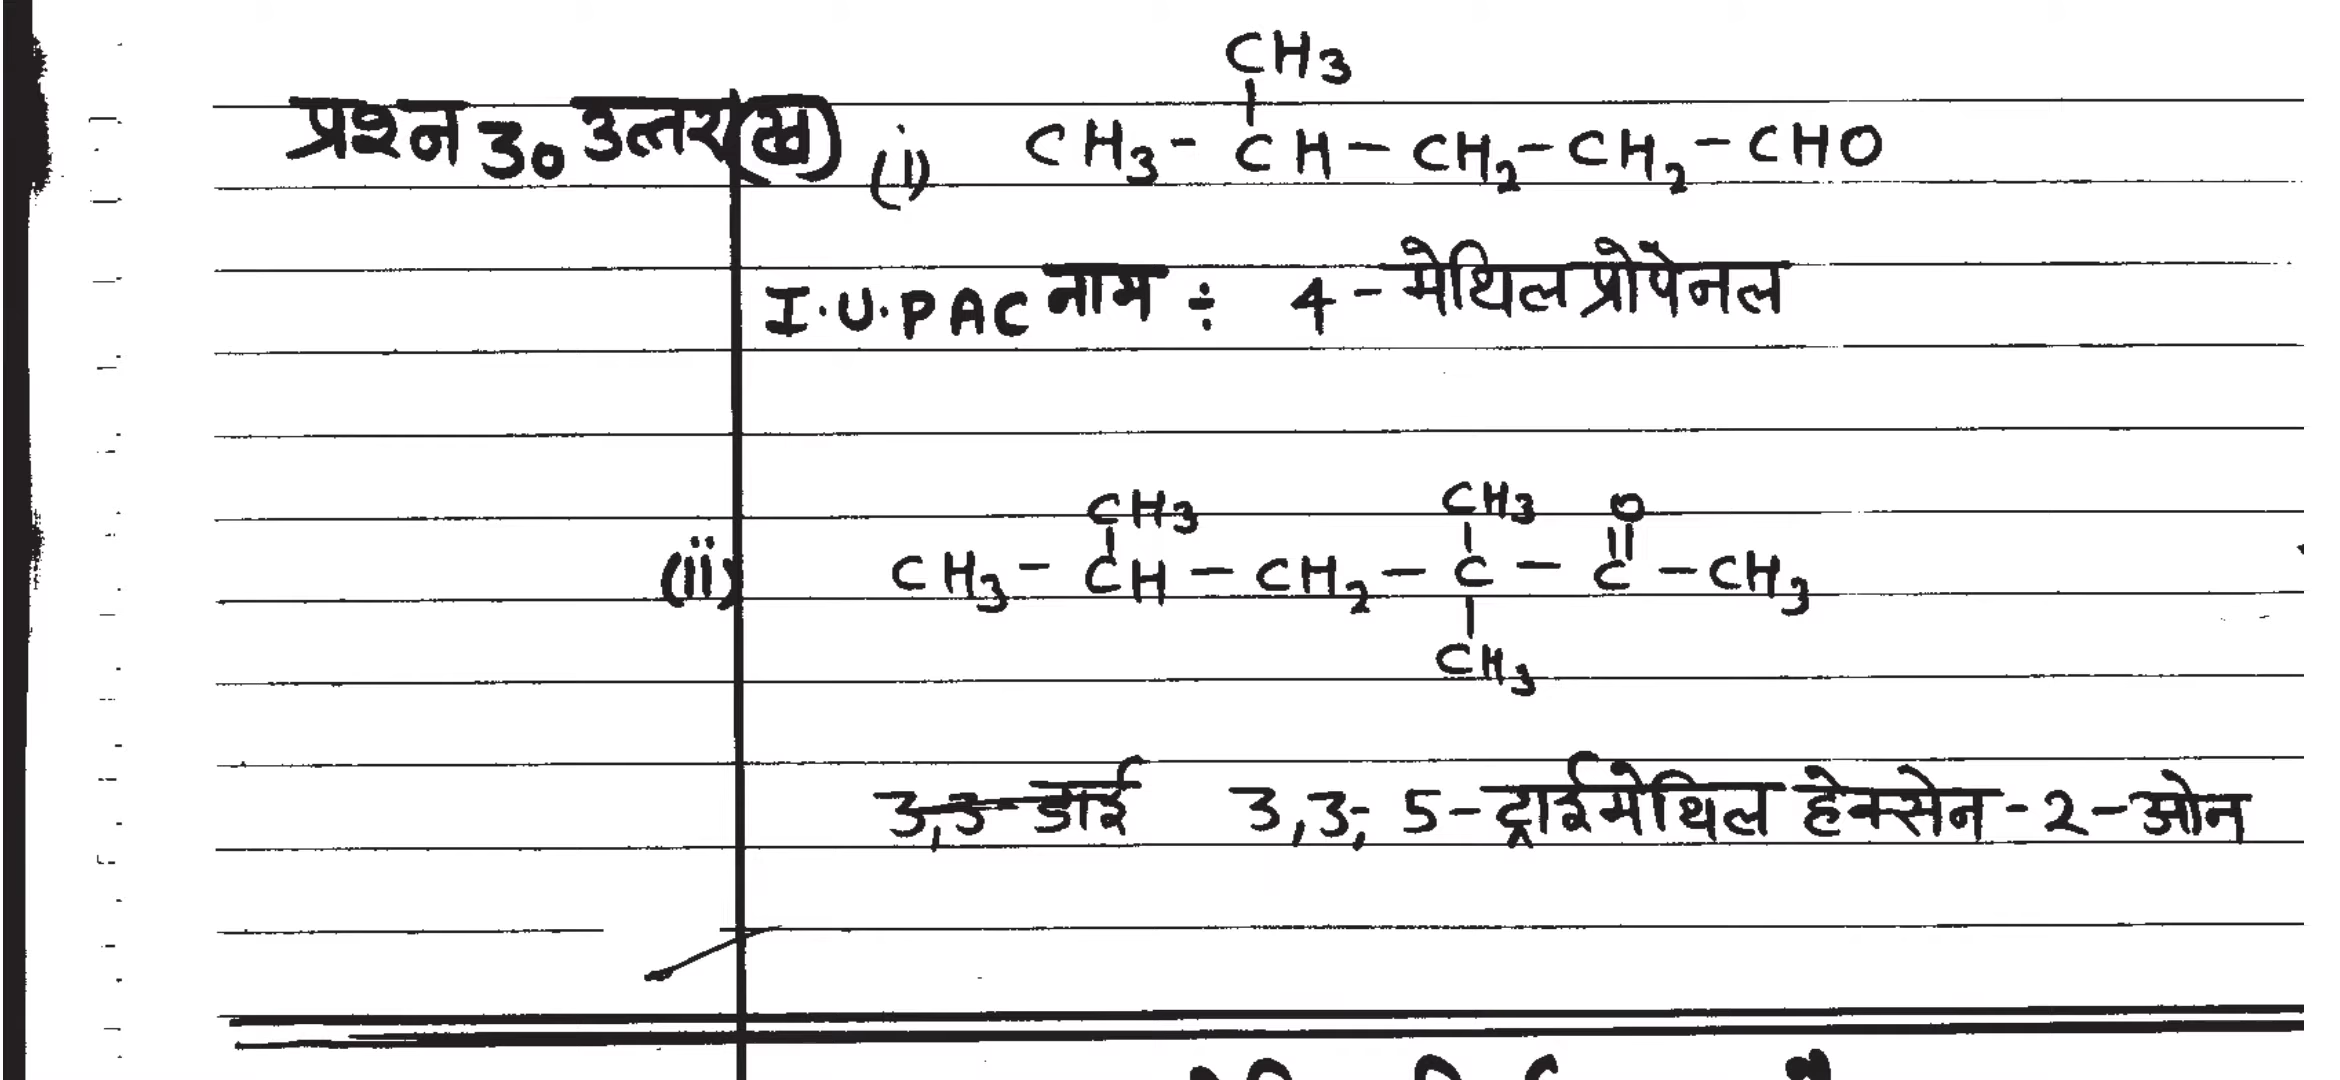 CH3
प्रश्न 30 उत्तर (ख) (i) CH3 - CH - CH2 - CH2 - CHO
I.U.PAC नाम ÷ 4 - मेथिल प्रोपेनल
CH3 CH3 O
(ii) CH3 - CH - CH2 - C - C - CH3
CH3
3,3 - डाई 3,3, 5 - ट्राईमेथिल हेक्सेन - 2 - ओन